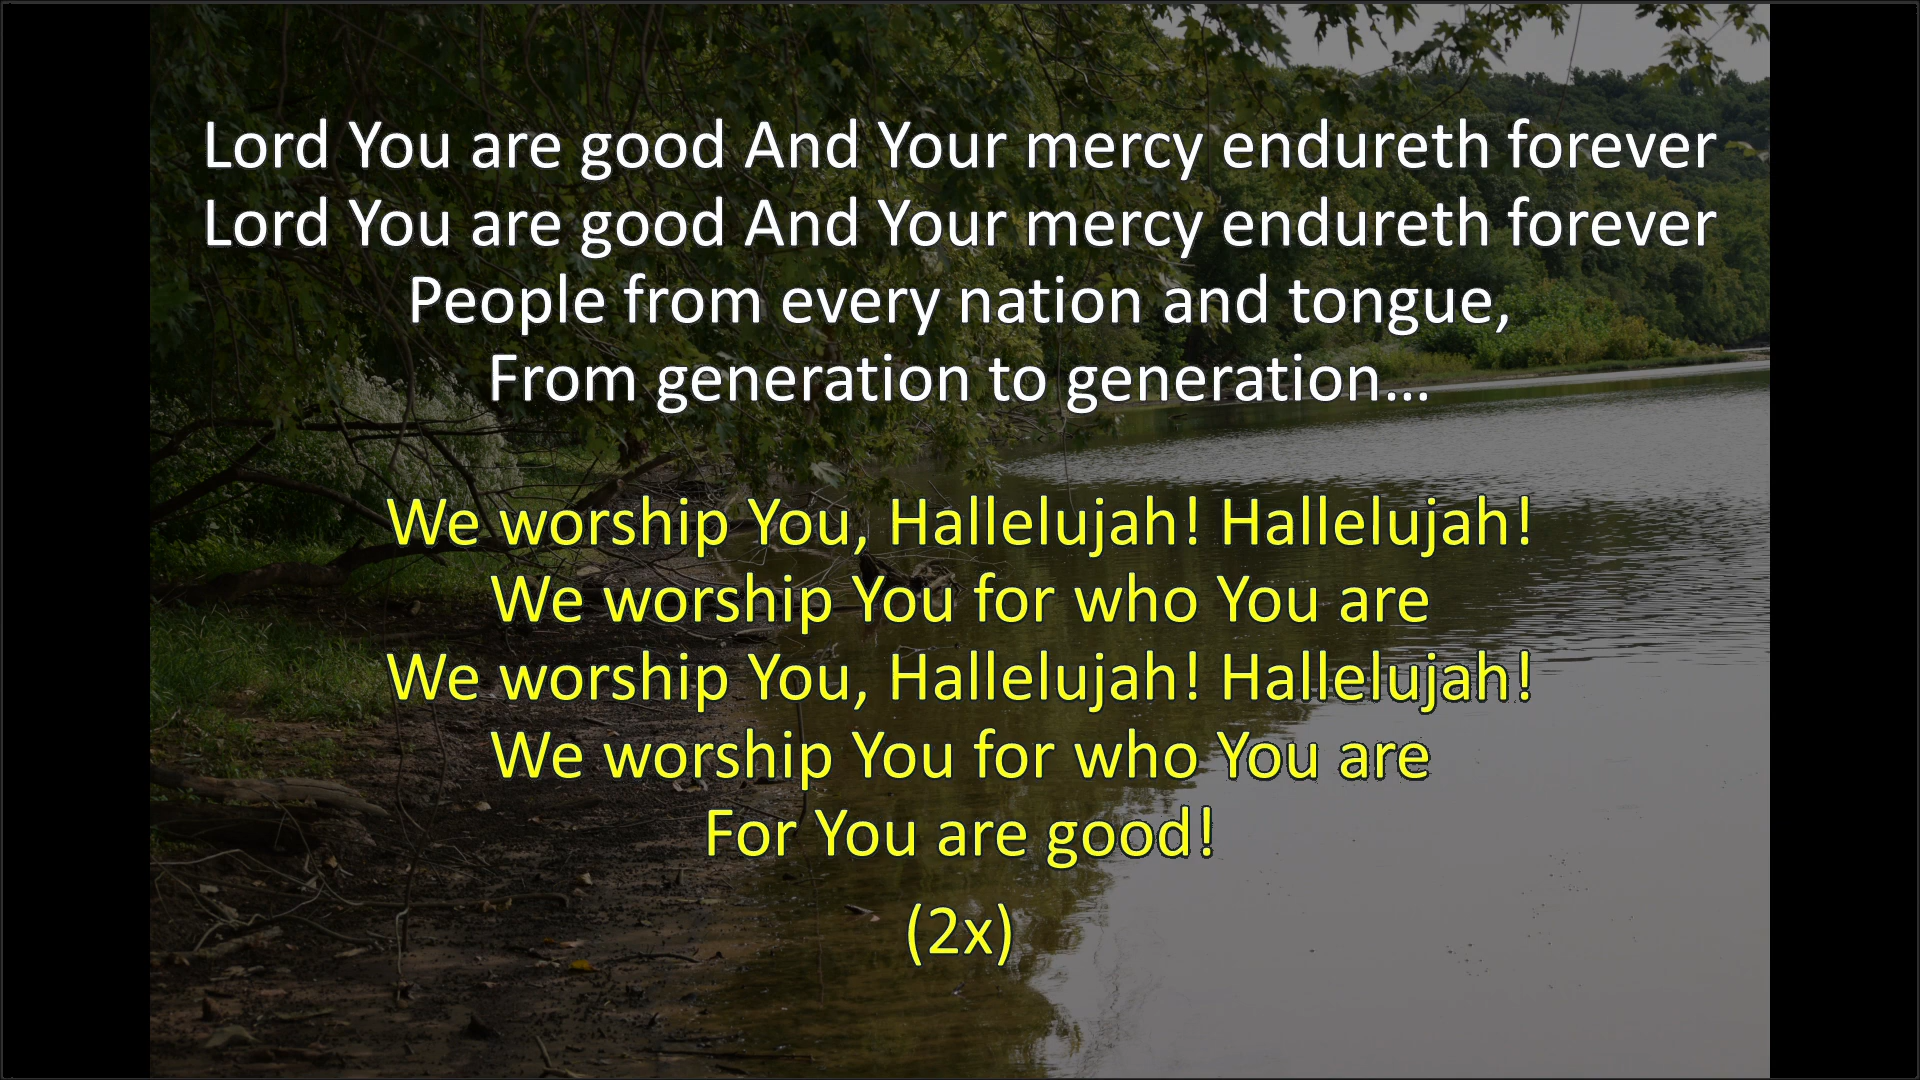 Lord You are good And Your mercy endureth forever
Lord You are good And Your mercy endureth forever
People from every nation and tongue,
From generation to generation...
We worship You, Hallelujah! Hallelujah!
We worship You for who You are
We worship You, Hallelujah! Hallelujah!
We worship You for who You are
For You are good!
(2x)